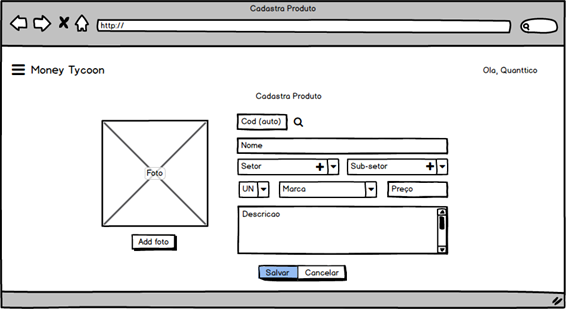 Cadastra Produto
http://
Money Tycoon
Ola, Quanttico
Cadastra Produto
Cod (auto)
Nome
Setor
Sub-setor
UN
Marca
Preço
Descricao
Foto
Add foto
Salvar
Cancelar